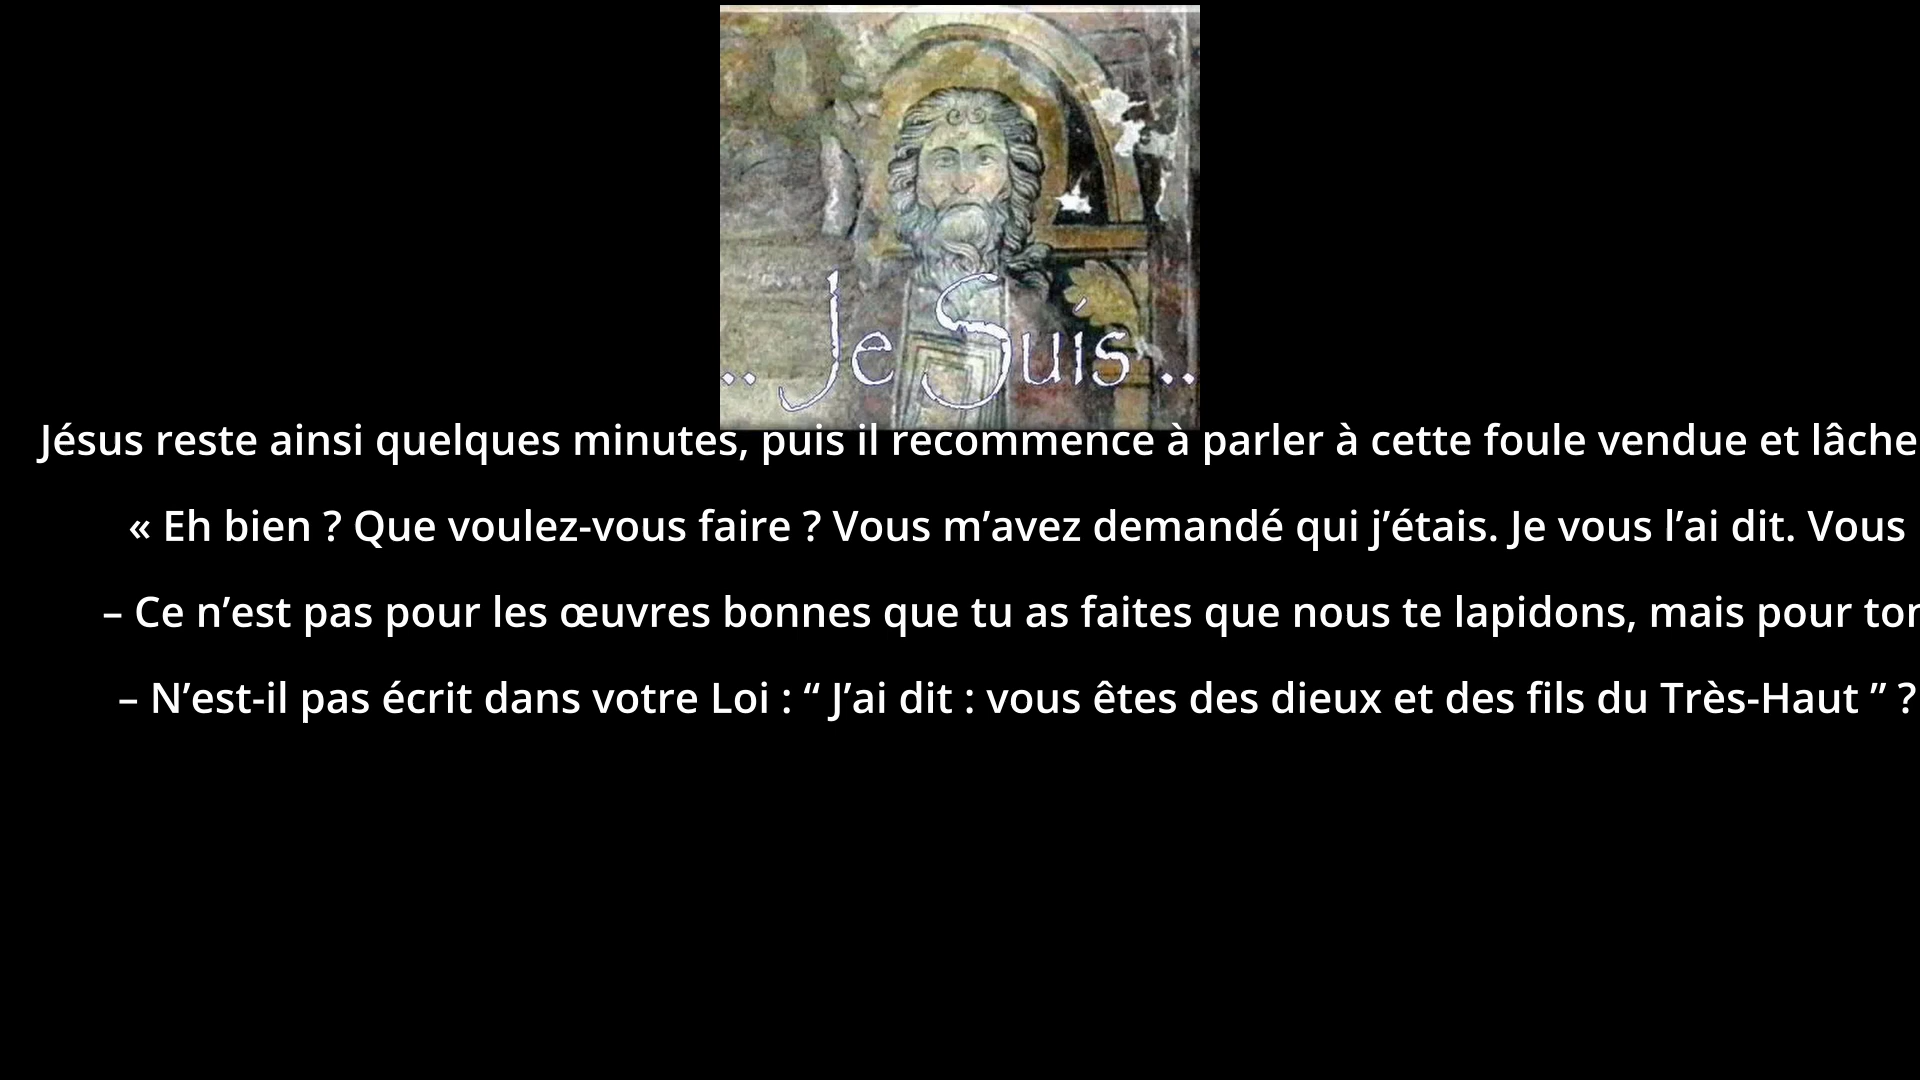 .. Je Suis ..
Jésus reste ainsi quelques minutes, puis il recommence à parler à cette foule vendue et lâche
« Eh bien ? Que voulez-vous faire ? Vous m’avez demandé qui j’étais. Je vous l’ai dit. Vous
– Ce n’est pas pour les œuvres bonnes que tu as faites que nous te lapidons, mais pour
– N’est-il pas écrit dans votre Loi : “ J’ai dit : vous êtes des dieux et des fils du Très-Haut ” ?